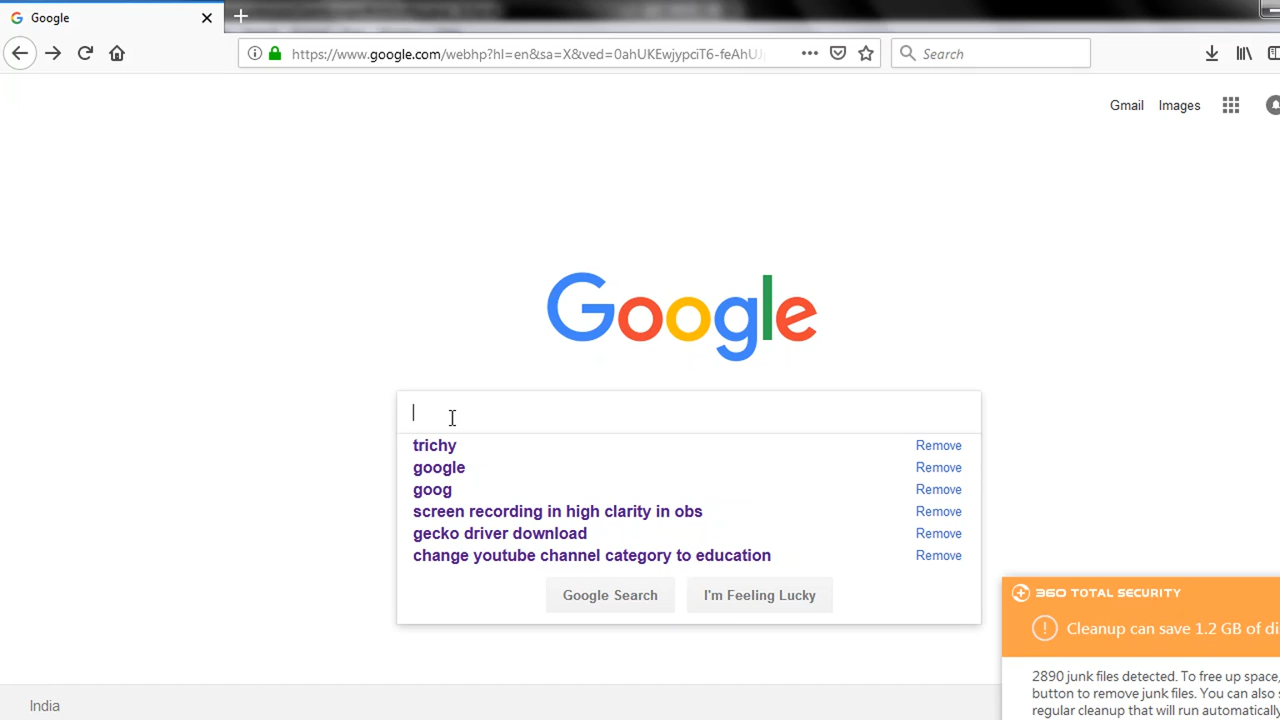 Google
https://www.google.com/webhp?hl=en&sa=X&ved=0ahUKEwjypciT6-feAhUJ
Search
Gmail Images
Google
trichy Remove
google Remove
goog Remove
screen recording in high clarity in obs Remove
gecko driver download Remove
change youtube channel category to education Remove
Google Search I'm Feeling Lucky
360 TOTAL SECURITY
Cleanup can save 1.2 GB of di
2890 junk files detected. To free up space,
button to remove junk files. You can also
regular cleanup that will run automatically
India